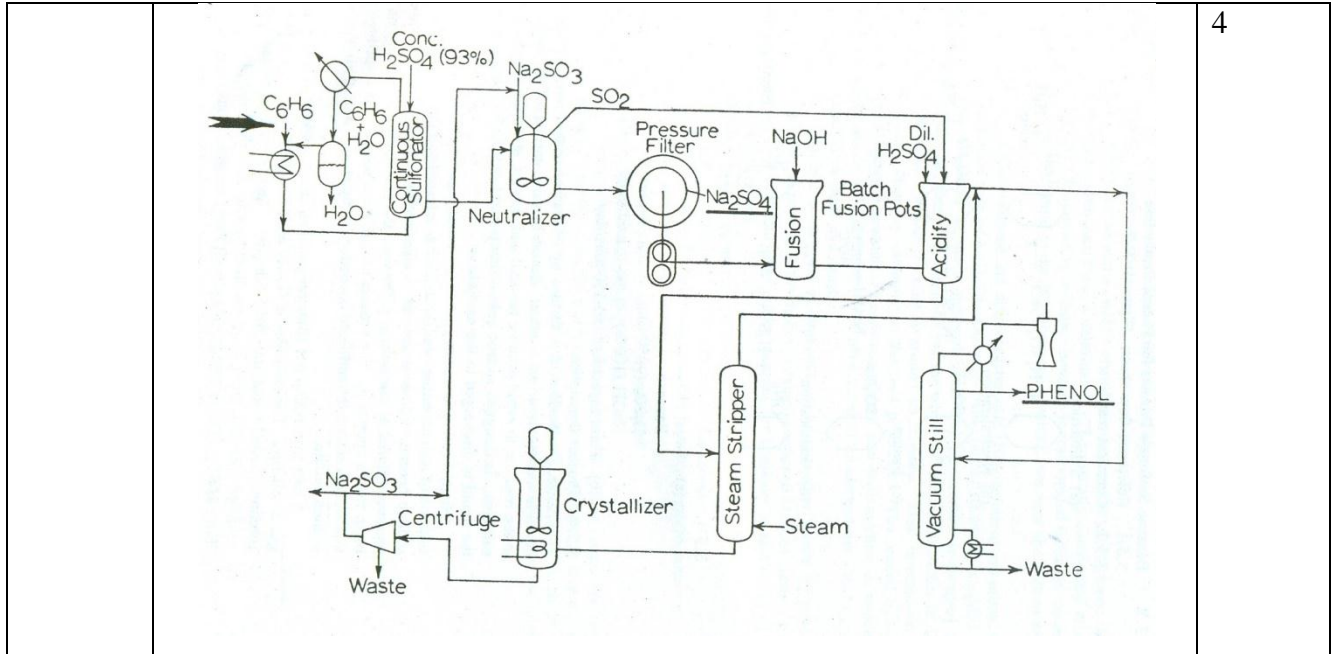 4
Conc.
H₂SO₄ (93%)
Na₂SO₃
SO₂
C₆H₆
C₆H₆
+
H₂O
H₂O
Continuous
Sulfonator
Neutralizer
Pressure
Filter
Na₂SO₄
NaOH
Fusion
Batch
Fusion Pots
Dil.
H₂SO₄
Acidify
Steam Stripper
Steam
PHENOL
Vacuum Still
Waste
Na₂SO₃
Centrifuge
Waste
Crystallizer